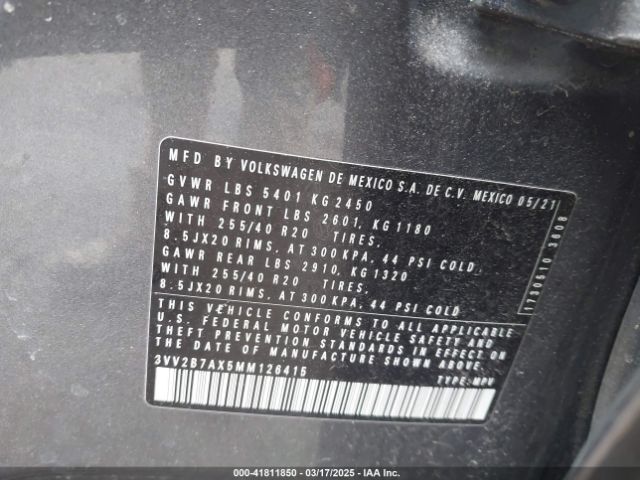 MFD BY VOLKSWAGEN DE MEXICO S.A. DE C.V. MEXICO 05/21
GVWR LBS 5401 KG 2450
GAWR FRONT LBS 2601, KG 1180
WITH 255/40 R20 TIRES,
8.5JX20 RIMS, AT 300 KPA, 44 PSI COLD
GAWR REAR LBS 2910, KG 1320
WITH 255/40 R20 TIRES,
8.5JX20 RIMS, AT 300 KPA, 44 PSI COLD
THIS VEHICLE CONFORMS TO ALL APPLICABLE
U.S. FEDERAL MOTOR VEHICLE SAFETY AND
THEFT PREVENTION STANDARDS IN EFFECT ON
THE DATE OF MANUFACTURE SHOWN ABOVE.
3VV2B7AX5MM126415
TYPE: MPV
1730510 3608
000-41811850 | 03/17/2025 | IAA Inc.